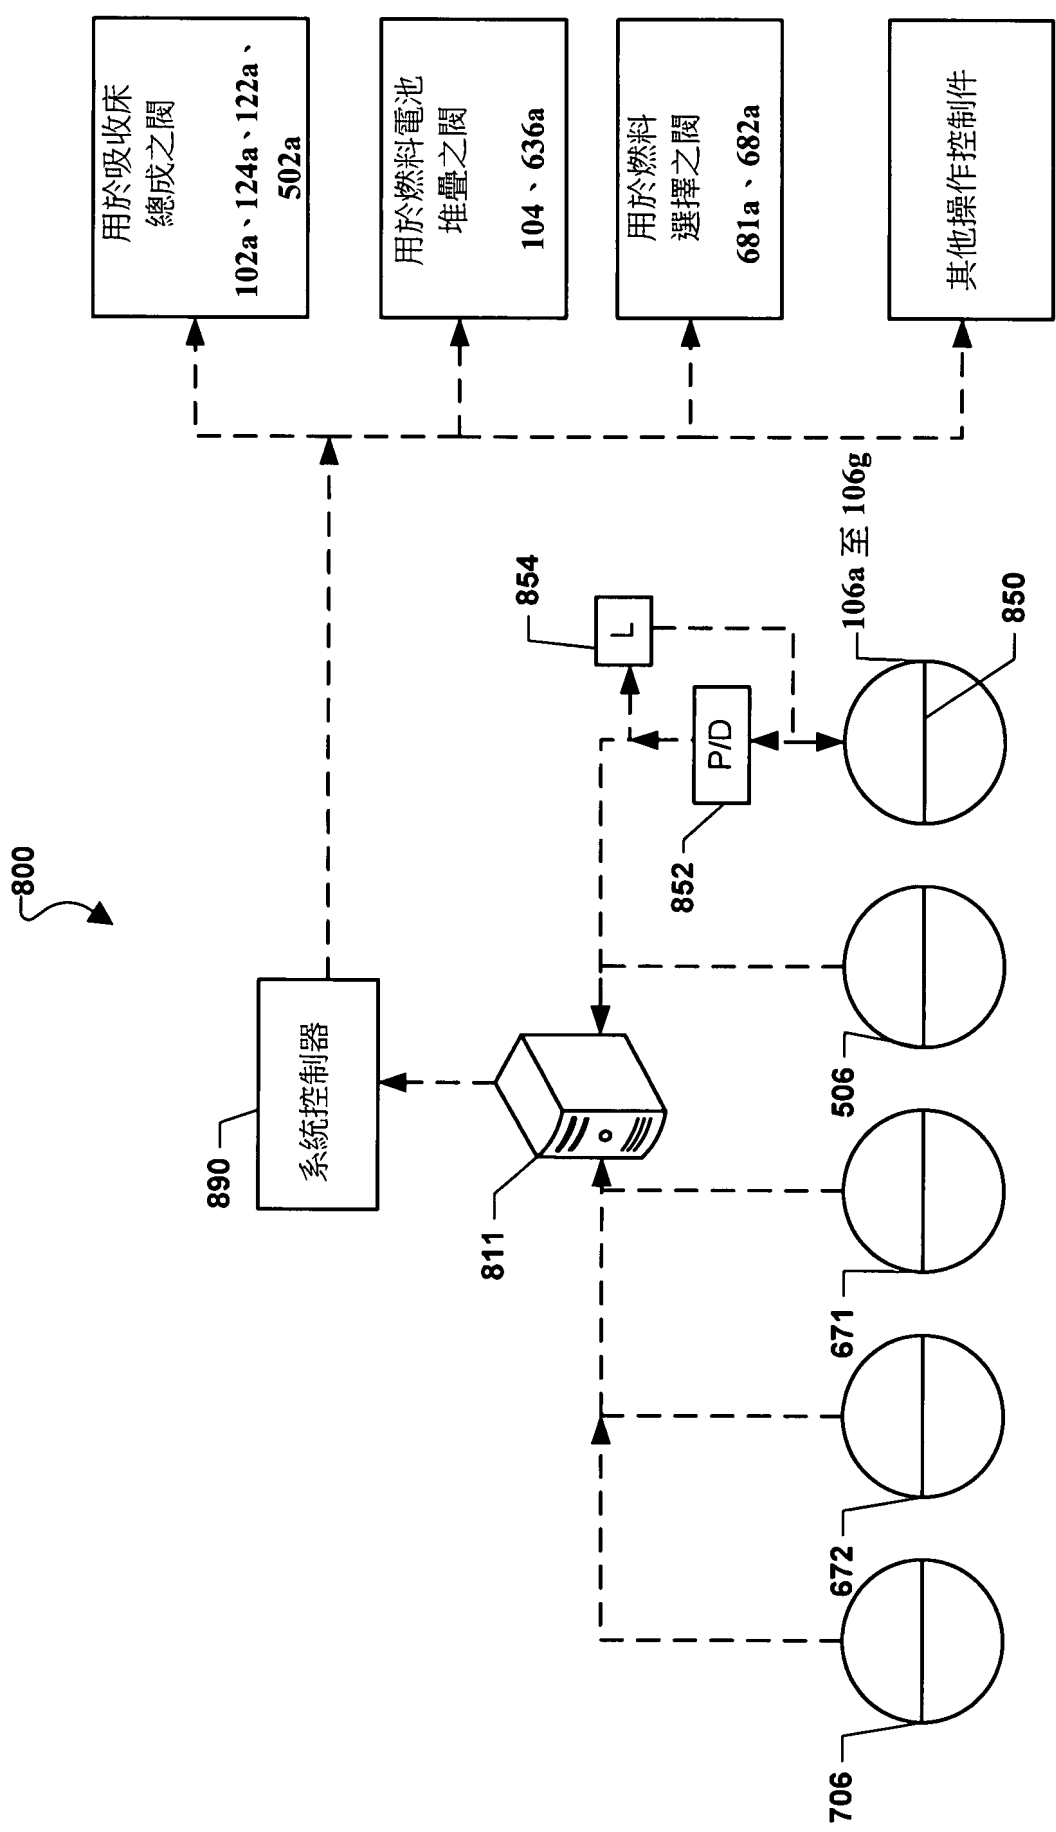 800
890
系統控制器
811
854
L
852
P/D
106a 至 106g
850
506
671
672
706
用於吸收床
總成之閥
102a、124a、122a、
502a
用於燃料電池
堆疊之閥
104、636a
用於燃料
選擇之閥
681a、682a
其他操作控制件